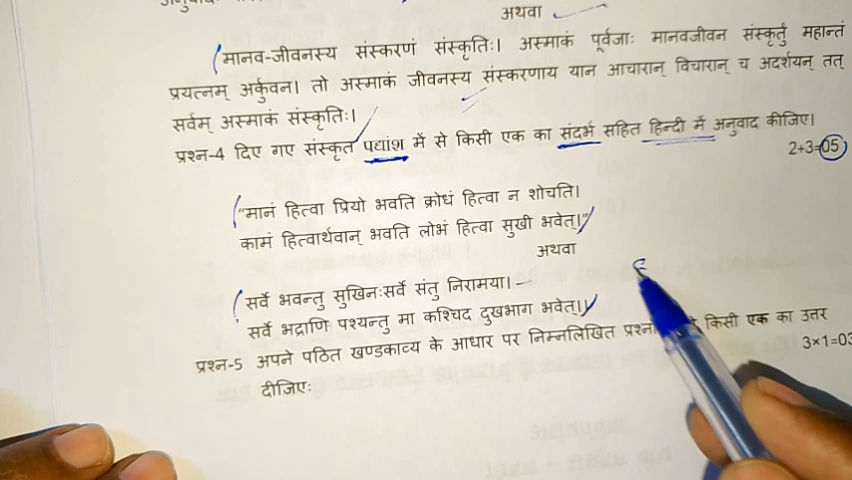 अथवा
मानव-जीवनस्य संस्करणं संस्कृतिः। अस्माकं पूर्वजाः मानवजीवन संस्कर्तुं महान्तं
प्रयत्नम् अर्कुवन। तो अस्माकं जीवनस्य संस्करणाय यान आचारान् विचारान् च अदर्शयन् तत्
सर्वम् अस्माकं संस्कृतिः।
प्रश्न-4 दिए गए संस्कृत पद्यांश में से किसी एक का संदर्भ सहित हिन्दी में अनुवाद कीजिए।
2+3=05
"मानं हित्वा प्रियो भवति क्रोधं हित्वा न शोचति।
कामं हित्वार्थवान् भवति लोभं हित्वा सुखी भवेत्।"
अथवा
सर्वे भवन्तु सुखिनःसर्वे संतु निरामया।
सर्वे भद्राणि पश्यन्तु मा कश्चिद दुखभाग भवेत्।
प्रश्न-5 अपने पठित खण्डकाव्य के आधार पर निम्नलिखित किसी एक का उत्तर
दीजिए:
3×1=03